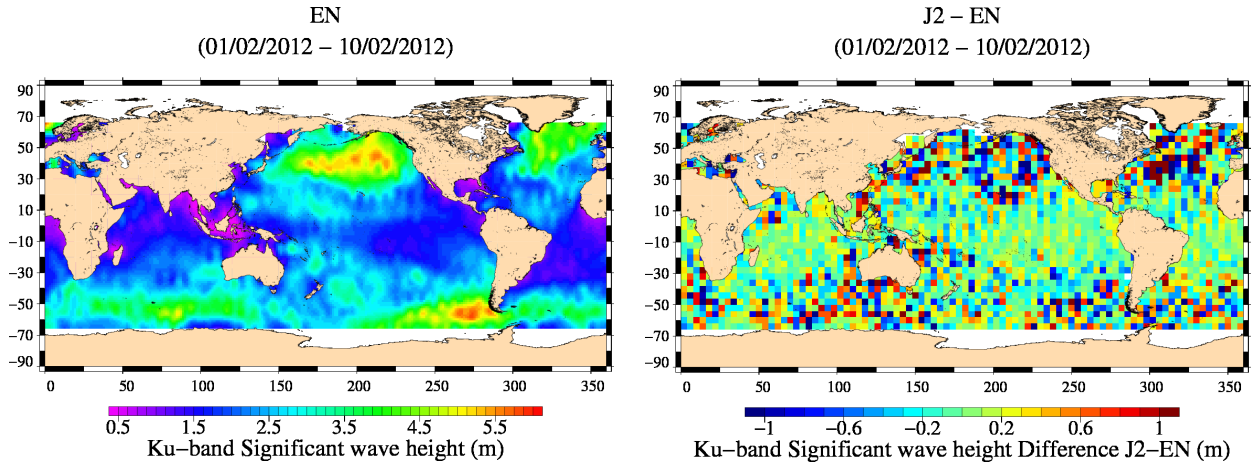 EN
(01/02/2012 − 10/02/2012)
90
70
50
30
10
−10
−30
−50
−70
−90
0 50 100 150 200 250 300 350
0.5 1.5 2.5 3.5 4.5 5.5
Ku−band Significant wave height (m)
J2 − EN
(01/02/2012 − 10/02/2012)
90
70
50
30
10
−10
−30
−50
−70
−90
0 50 100 150 200 250 300 350
−1 −0.6 −0.2 0.2 0.6 1
Ku−band Significant wave height Difference J2−EN (m)